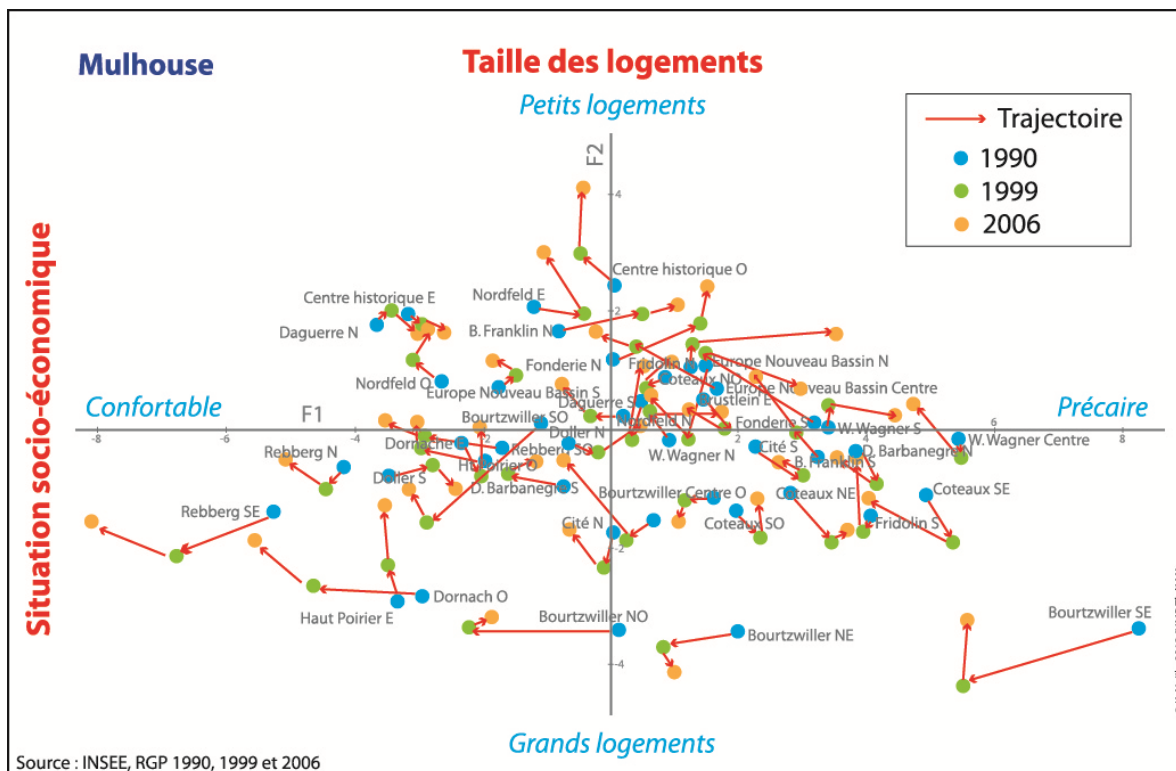 Mulhouse
Taille des logements
Petits logements
Trajectoire
1990
1999
2006
F2
4
Centre historique O
Centre historique E
Nordfeld E
2
Daguerre N
B. Franklin N
Fonderie N
Fridolin N
Europe Nouveau Bassin N
Nordfeld O
Coteaux NO
Europe Nouveau Bassin S
Europe Nouveau Bassin Centre
Daguerre S
Brustlein E
Confortable
F1
Bourtzwiller SO
Nordfeld N
Fonderie S
Précaire
-8
-6
-4
-2
2
6
8
Dornach E
Doller N
Cité S
W. Wagner S
W. Wagner Centre
Rebberg N
Rebberg SO
W. Wagner N
D. Barbanegre N
Haut Poirier O
B. Franklin S
Doller S
D. Barbanegre S
Bourtzwiller Centre O
Coteaux NE
Coteaux SE
Rebberg SE
Cité N
Coteaux SO
Fridolin S
-2
Dornach O
Haut Poirier E
Bourtzwiller NO
Bourtzwiller NE
Bourtzwiller SE
-4
Grands logements
Situation socio-économique
Source : INSEE, RGP 1990, 1999 et 2006